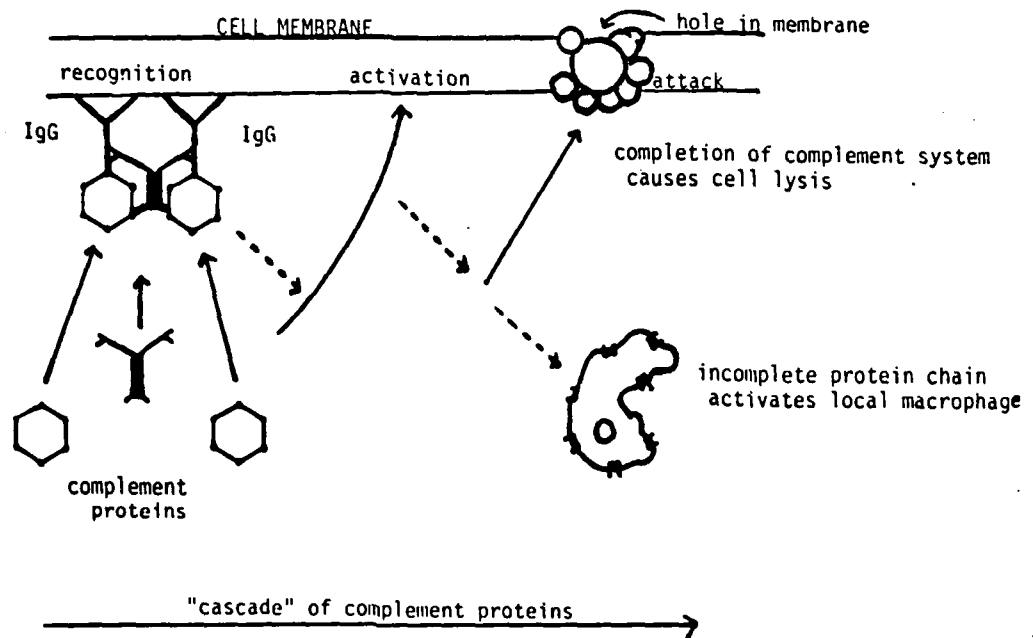 CELL MEMBRANE
hole in membrane
recognition
activation
attack
IgG
IgG
completion of complement system
causes cell lysis
incomplete protein chain
activates local macrophage
complement
proteins
"cascade" of complement proteins